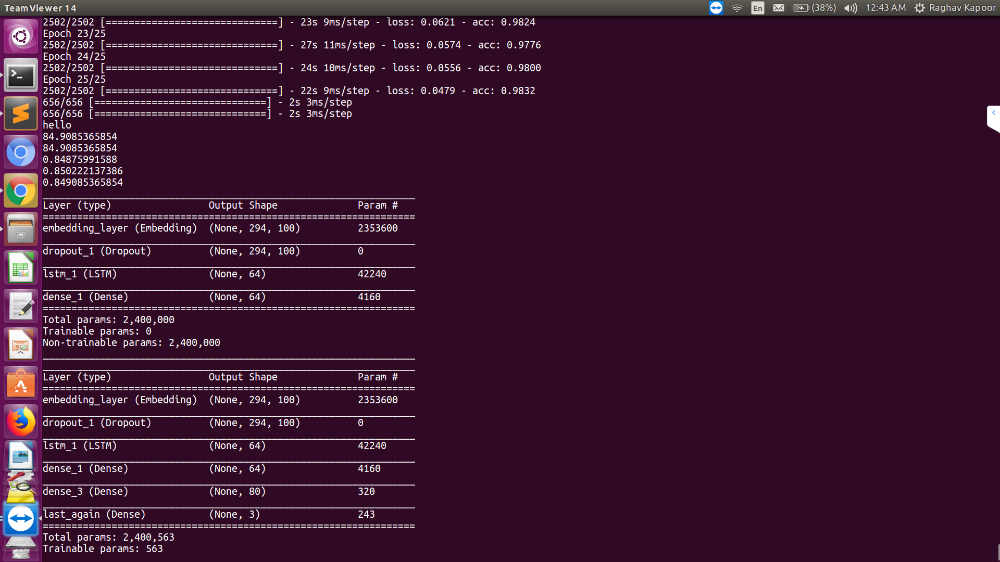 TeamViewer 14 En (38%) 12:43 AM Raghav Kapoor
2502/2502 [==============================] - 23s 9ms/step - loss: 0.0621 - acc: 0.9824
Epoch 23/25
2502/2502 [==============================] - 27s 11ms/step - loss: 0.0574 - acc: 0.9776
Epoch 24/25
2502/2502 [==============================] - 24s 10ms/step - loss: 0.0556 - acc: 0.9800
Epoch 25/25
2502/2502 [==============================] - 22s 9ms/step - loss: 0.0479 - acc: 0.9832
656/656 [==============================] - 2s 3ms/step
656/656 [==============================] - 2s 3ms/step
hello
84.9085365854
84.9085365854
0.84875991588
0.850222137386
0.849085365854
_________________________________________________________________
Layer (type)                 Output Shape              Param #
=================================================================
embedding_layer (Embedding)  (None, 294, 100)          2353600
_________________________________________________________________
dropout_1 (Dropout)          (None, 294, 100)          0
_________________________________________________________________
lstm_1 (LSTM)                (None, 64)                42240
_________________________________________________________________
dense_1 (Dense)              (None, 64)                4160
=================================================================
Total params: 2,400,000
Trainable params: 0
Non-trainable params: 2,400,000
_________________________________________________________________
_________________________________________________________________
Layer (type)                 Output Shape              Param #
=================================================================
embedding_layer (Embedding)  (None, 294, 100)          2353600
_________________________________________________________________
dropout_1 (Dropout)          (None, 294, 100)          0
_________________________________________________________________
lstm_1 (LSTM)                (None, 64)                42240
_________________________________________________________________
dense_1 (Dense)              (None, 64)                4160
_________________________________________________________________
dense_3 (Dense)              (None, 80)                320
_________________________________________________________________
last_again (Dense)           (None, 3)                 243
=================================================================
Total params: 2,400,563
Trainable params: 563